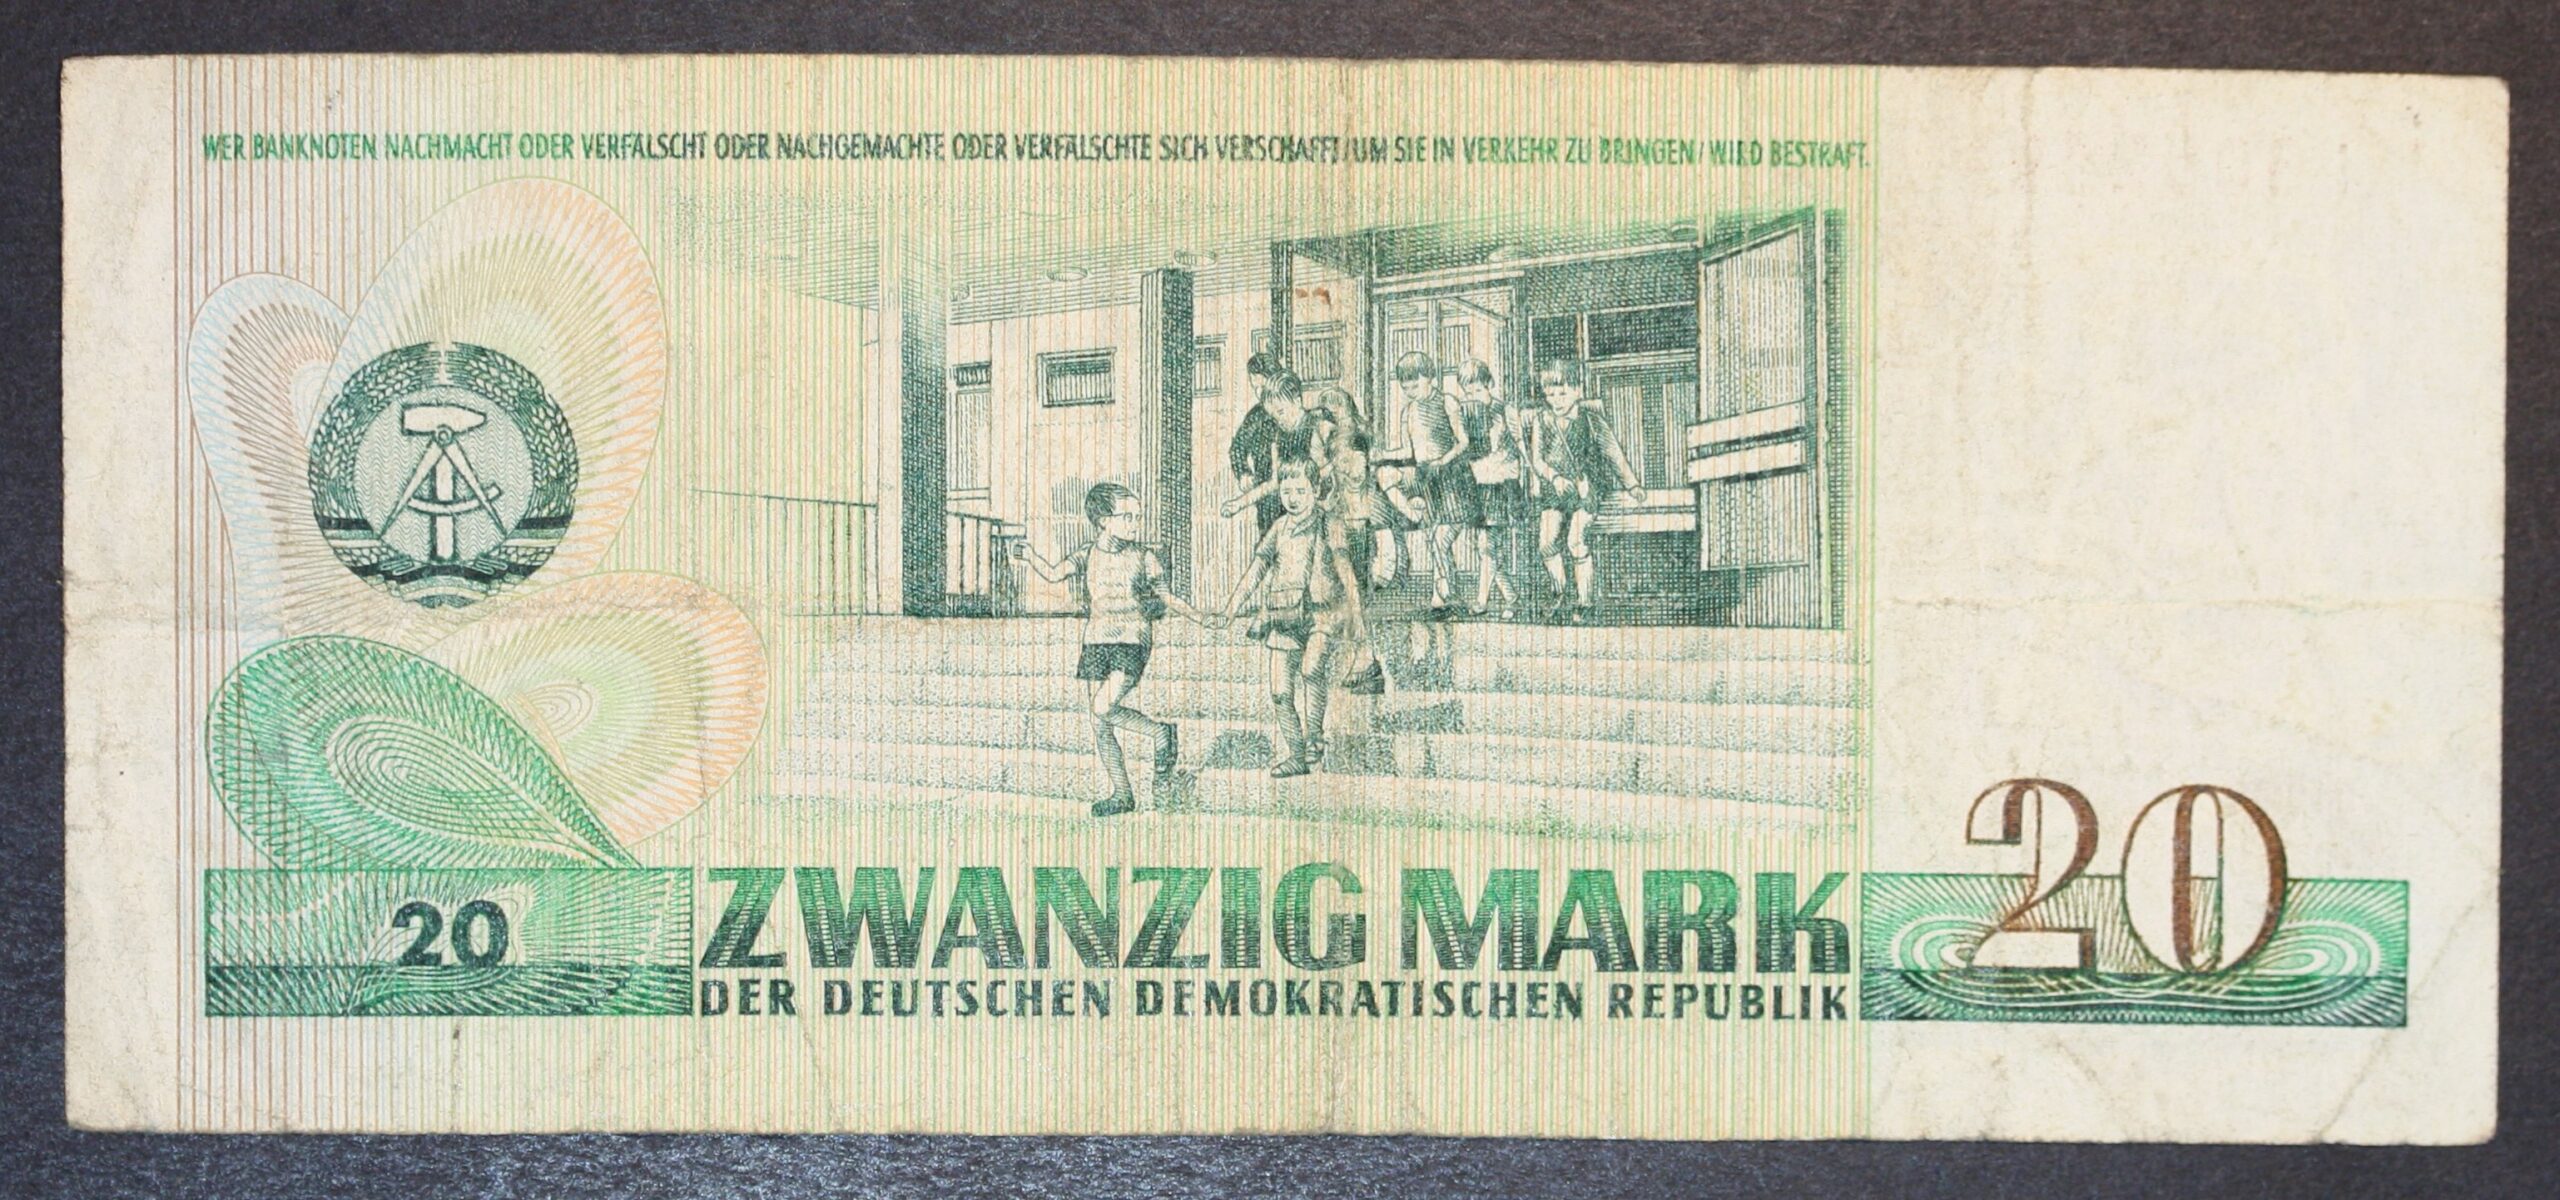 WER BANKNOTEN NACHMACHT ODER VERFÄLSCHT ODER NACHGEMACHTE ODER VERFÄLSCHTE SICH VERSCHAFFT/UM SIE IN VERKEHR ZU BRINGEN/WIRD BESTRAFT.
20
ZWANZIG MARK
DER DEUTSCHEN DEMOKRATISCHEN REPUBLIK
20